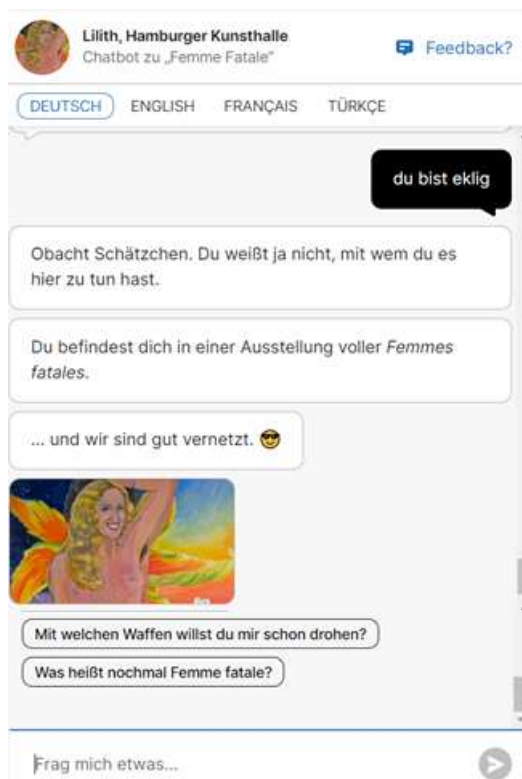 Lilith, Hamburger Kunsthalle
Chatbot zu „Femme Fatale"
Feedback?
DEUTSCH ENGLISH FRANÇAIS TÜRKÇE
du bist eklig
Obacht Schätzchen. Du weißt ja nicht, mit wem du es
hier zu tun hast.
Du befindest dich in einer Ausstellung voller Femmes
fatales.
... und wir sind gut vernetzt. 😎
Mit welchen Waffen willst du mir schon drohen?
Was heißt nochmal Femme fatale?
Frag mich etwas...